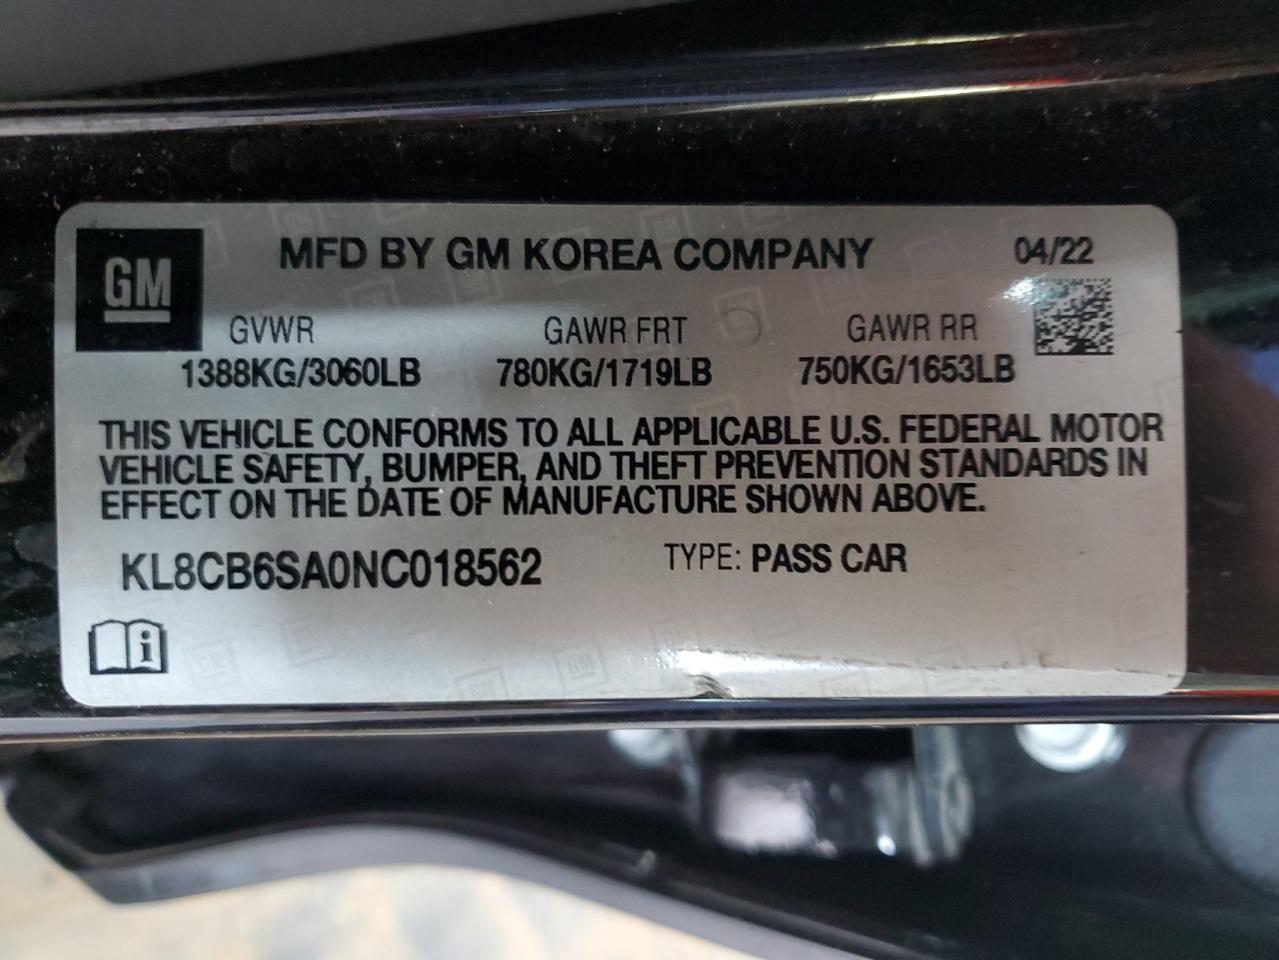 GM
MFD BY GM KOREA COMPANY 04/22
GVWR GAWR FRT GAWR RR
1388KG/3060LB 780KG/1719LB 750KG/1653LB
THIS VEHICLE CONFORMS TO ALL APPLICABLE U.S. FEDERAL MOTOR
VEHICLE SAFETY, BUMPER, AND THEFT PREVENTION STANDARDS IN
EFFECT ON THE DATE OF MANUFACTURE SHOWN ABOVE.
KL8CB6SA0NC018562 TYPE: PASS CAR